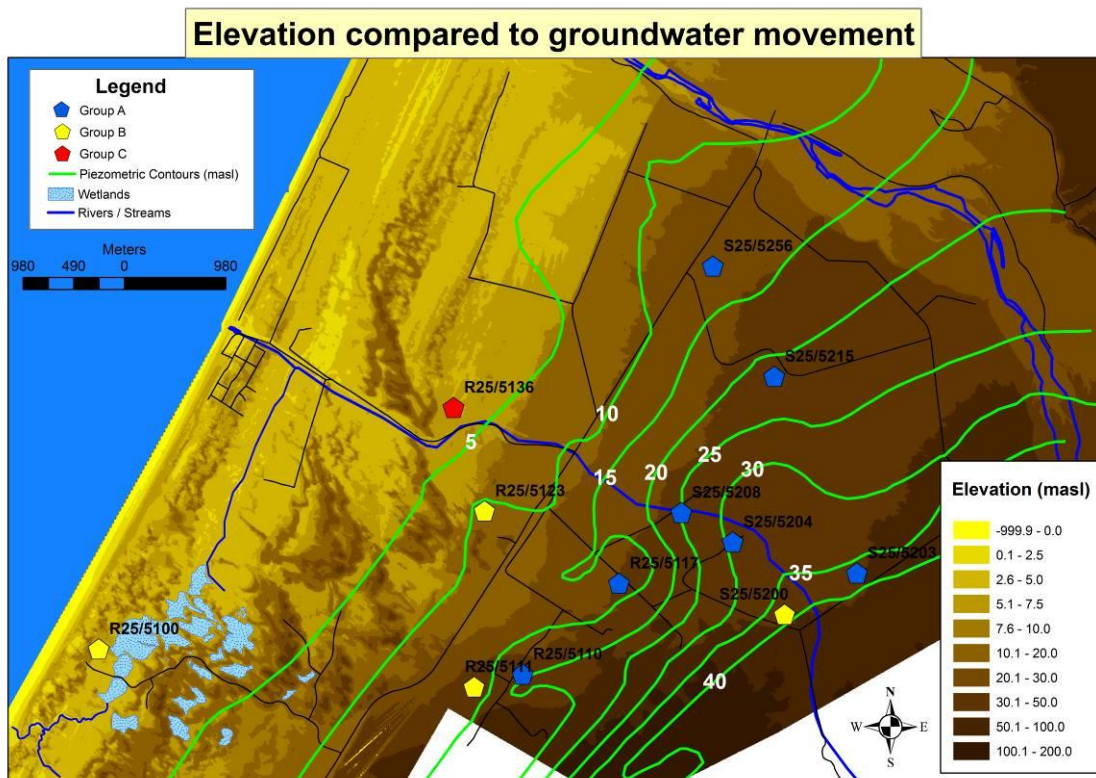 Elevation compared to groundwater movement
Legend
Group A
Group B
Group C
Piezometric Contours (masl)
Wetlands
Rivers / Streams
Meters
980 490 0 980
S25/5256
S25/5215
R25/5136
10
5
25
30
20
15
S25/5208
R25/5123
S25/5204
S25/5203
R25/5117
35
S25/5200
R25/5100
R25/5110
R25/5111
40
N
W E
S
Elevation (masl)
-999.9 - 0.0
0.1 - 2.5
2.6 - 5.0
5.1 - 7.5
7.6 - 10.0
10.1 - 20.0
20.1 - 30.0
30.1 - 50.0
50.1 - 100.0
100.1 - 200.0